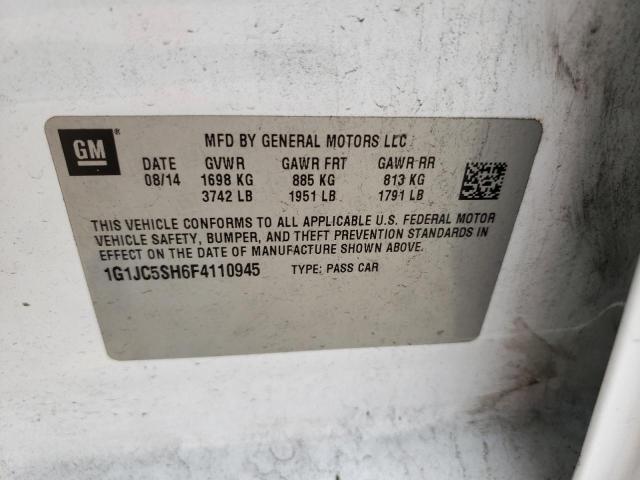 GM® MFD BY GENERAL MOTORS LLC
DATE GVWR GAWR FRT GAWR RR
08/14 1698 KG 885 KG 813 KG
3742 LB 1951 LB 1791 LB
THIS VEHICLE CONFORMS TO ALL APPLICABLE U.S. FEDERAL MOTOR
VEHICLE SAFETY, BUMPER, AND THEFT PREVENTION STANDARDS IN
EFFECT ON THE DATE OF MANUFACTURE SHOWN ABOVE.
1G1JC5SH6F4110945 TYPE: PASS CAR